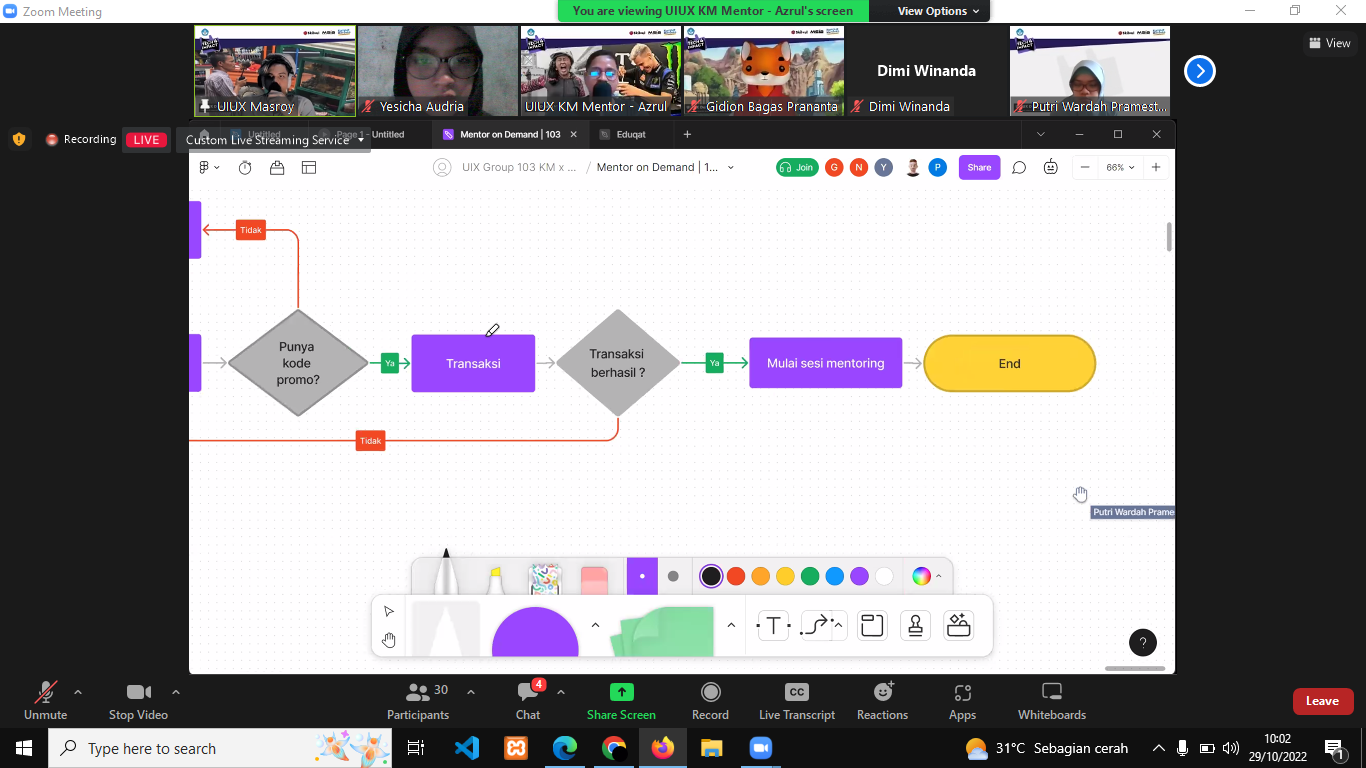 Zoom Meeting
You are viewing UIUX KM Mentor - Azrul's screen
View Options
UIUX Masroy
Yesicha Audria
UIUX KM Mentor - Azrul
Gidion Bagas Prananta
Dimi Winanda
Dimi Winanda
Putri Wardah Pramest...
View
Recording
LIVE
Custom Live Streaming Service
Untitled
Page 1 - Untitled
Mentor on Demand | 103
Eduqat
UIX Group 103 KM x ...
/
Mentor on Demand | 1...
Join
G
N
Y
P
Share
66%
Tidak
Punya
kode
promo?
Ya
Transaksi
Transaksi
berhasil ?
Ya
Mulai sesi mentoring
End
Tidak
Putri Wardah Prame
T
?
Unmute
Stop Video
30
Participants
4
Chat
Share Screen
Record
CC
Live Transcript
Reactions
Apps
Whiteboards
Leave
Type here to search
31°C Sebagian cerah
10:02
29/10/2022
1